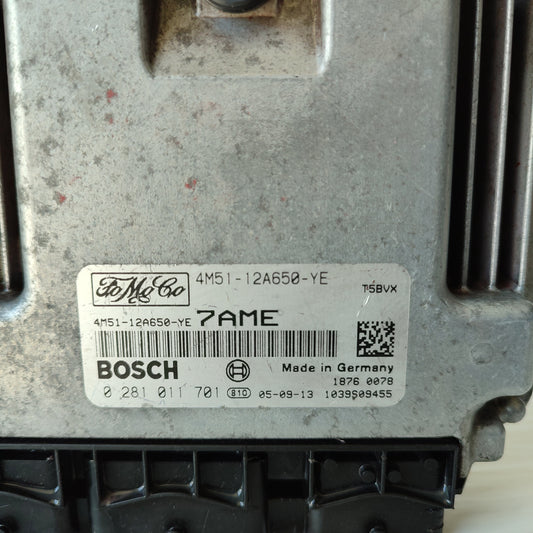 FoMoCo 4M51-12A650-YE
T5BVX
4M51-12A650-YE 7AME
BOSCH Made in Germany
1876 0078
0 281 011 701 810 05-09-13 1039S09455